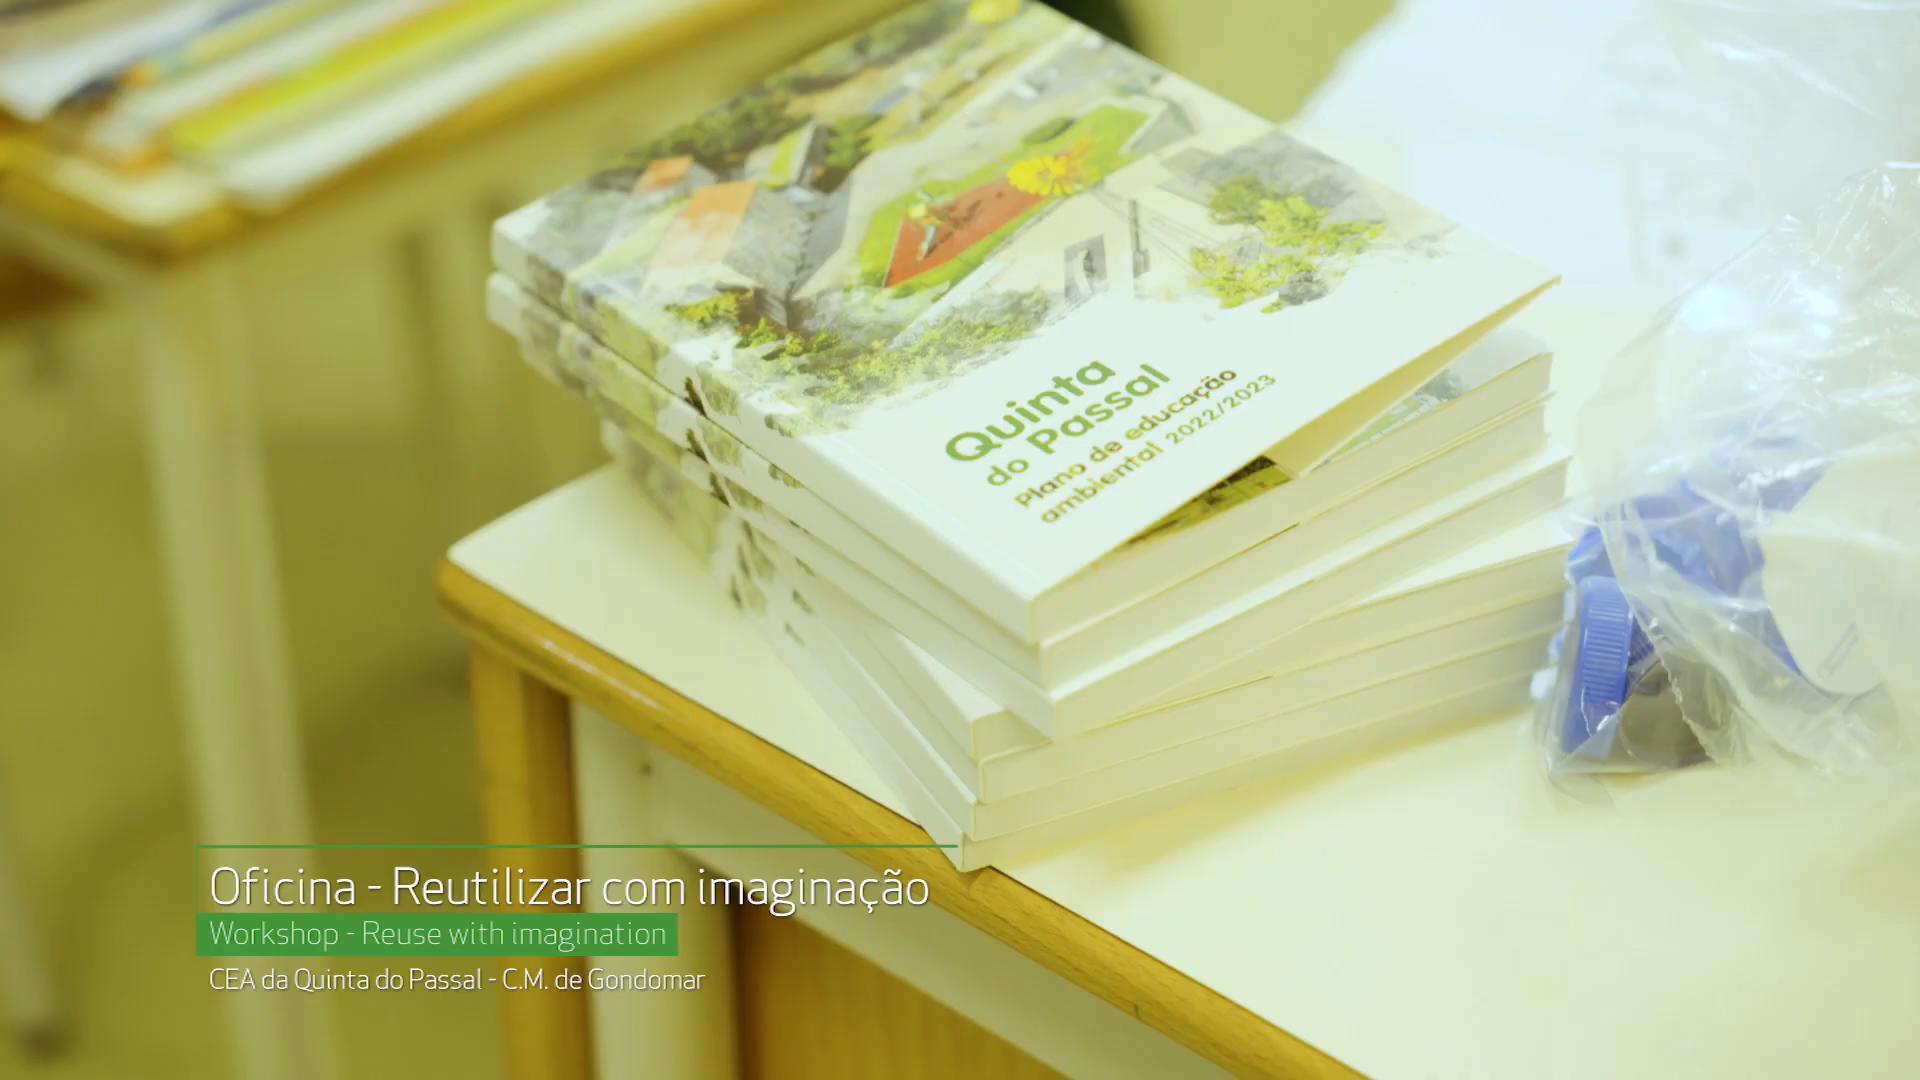 Quinta
do Passal
Plano de educação
ambiental 2022/2023
Oficina - Reutilizar com imaginação
Workshop - Reuse with imagination
CEA da Quinta do Passal - C.M. de Gondomar